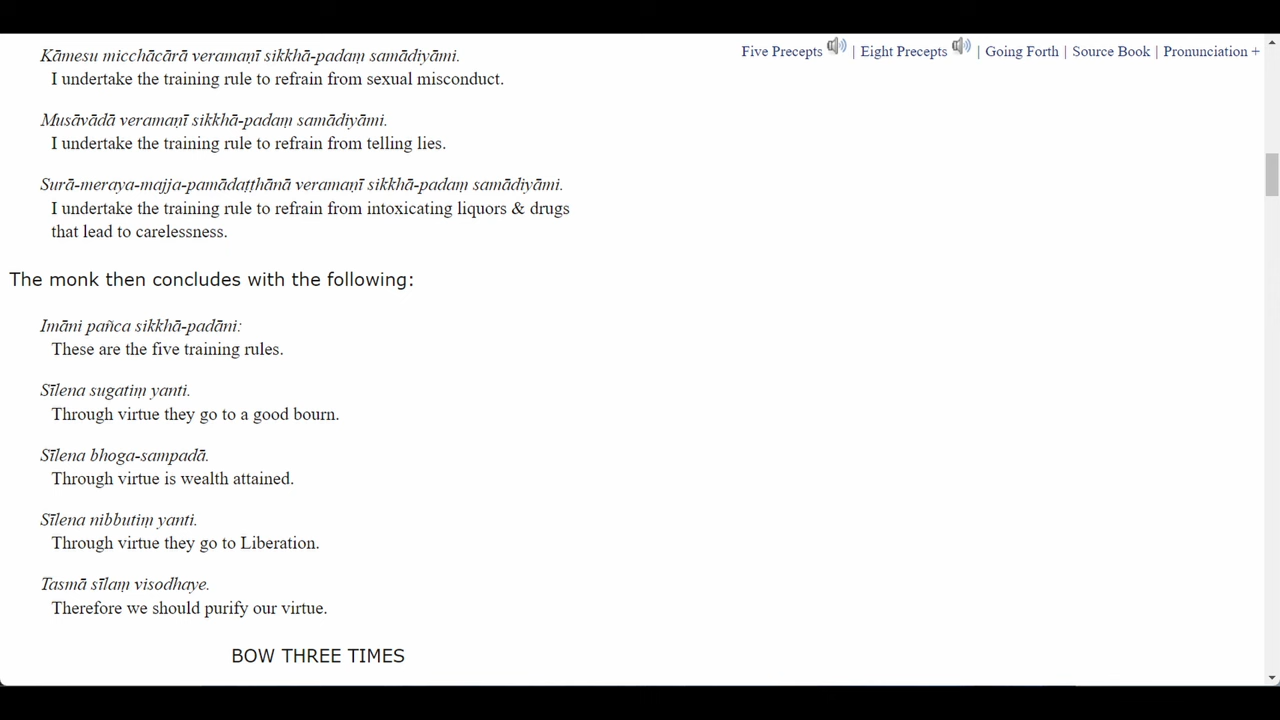 Five Precepts | Eight Precepts | Going Forth | Source Book | Pronunciation +
Kāmesu micchācārā veramaṇī sikkhā-padaṃ samādiyāmi.
I undertake the training rule to refrain from sexual misconduct.
Musāvādā veramaṇī sikkhā-padaṃ samādiyāmi.
I undertake the training rule to refrain from telling lies.
Surā-meraya-majja-pamādaṭṭhānā veramaṇī sikkhā-padaṃ samādiyāmi.
I undertake the training rule to refrain from intoxicating liquors & drugs
that lead to carelessness.
The monk then concludes with the following:
Imāni pañca sikkhā-padāni:
These are the five training rules.
Sīlena sugatiṃ yanti.
Through virtue they go to a good bourn.
Sīlena bhoga-sampadā.
Through virtue is wealth attained.
Sīlena nibbutiṃ yanti.
Through virtue they go to Liberation.
Tasmā sīlaṃ visodhaye.
Therefore we should purify our virtue.
BOW THREE TIMES